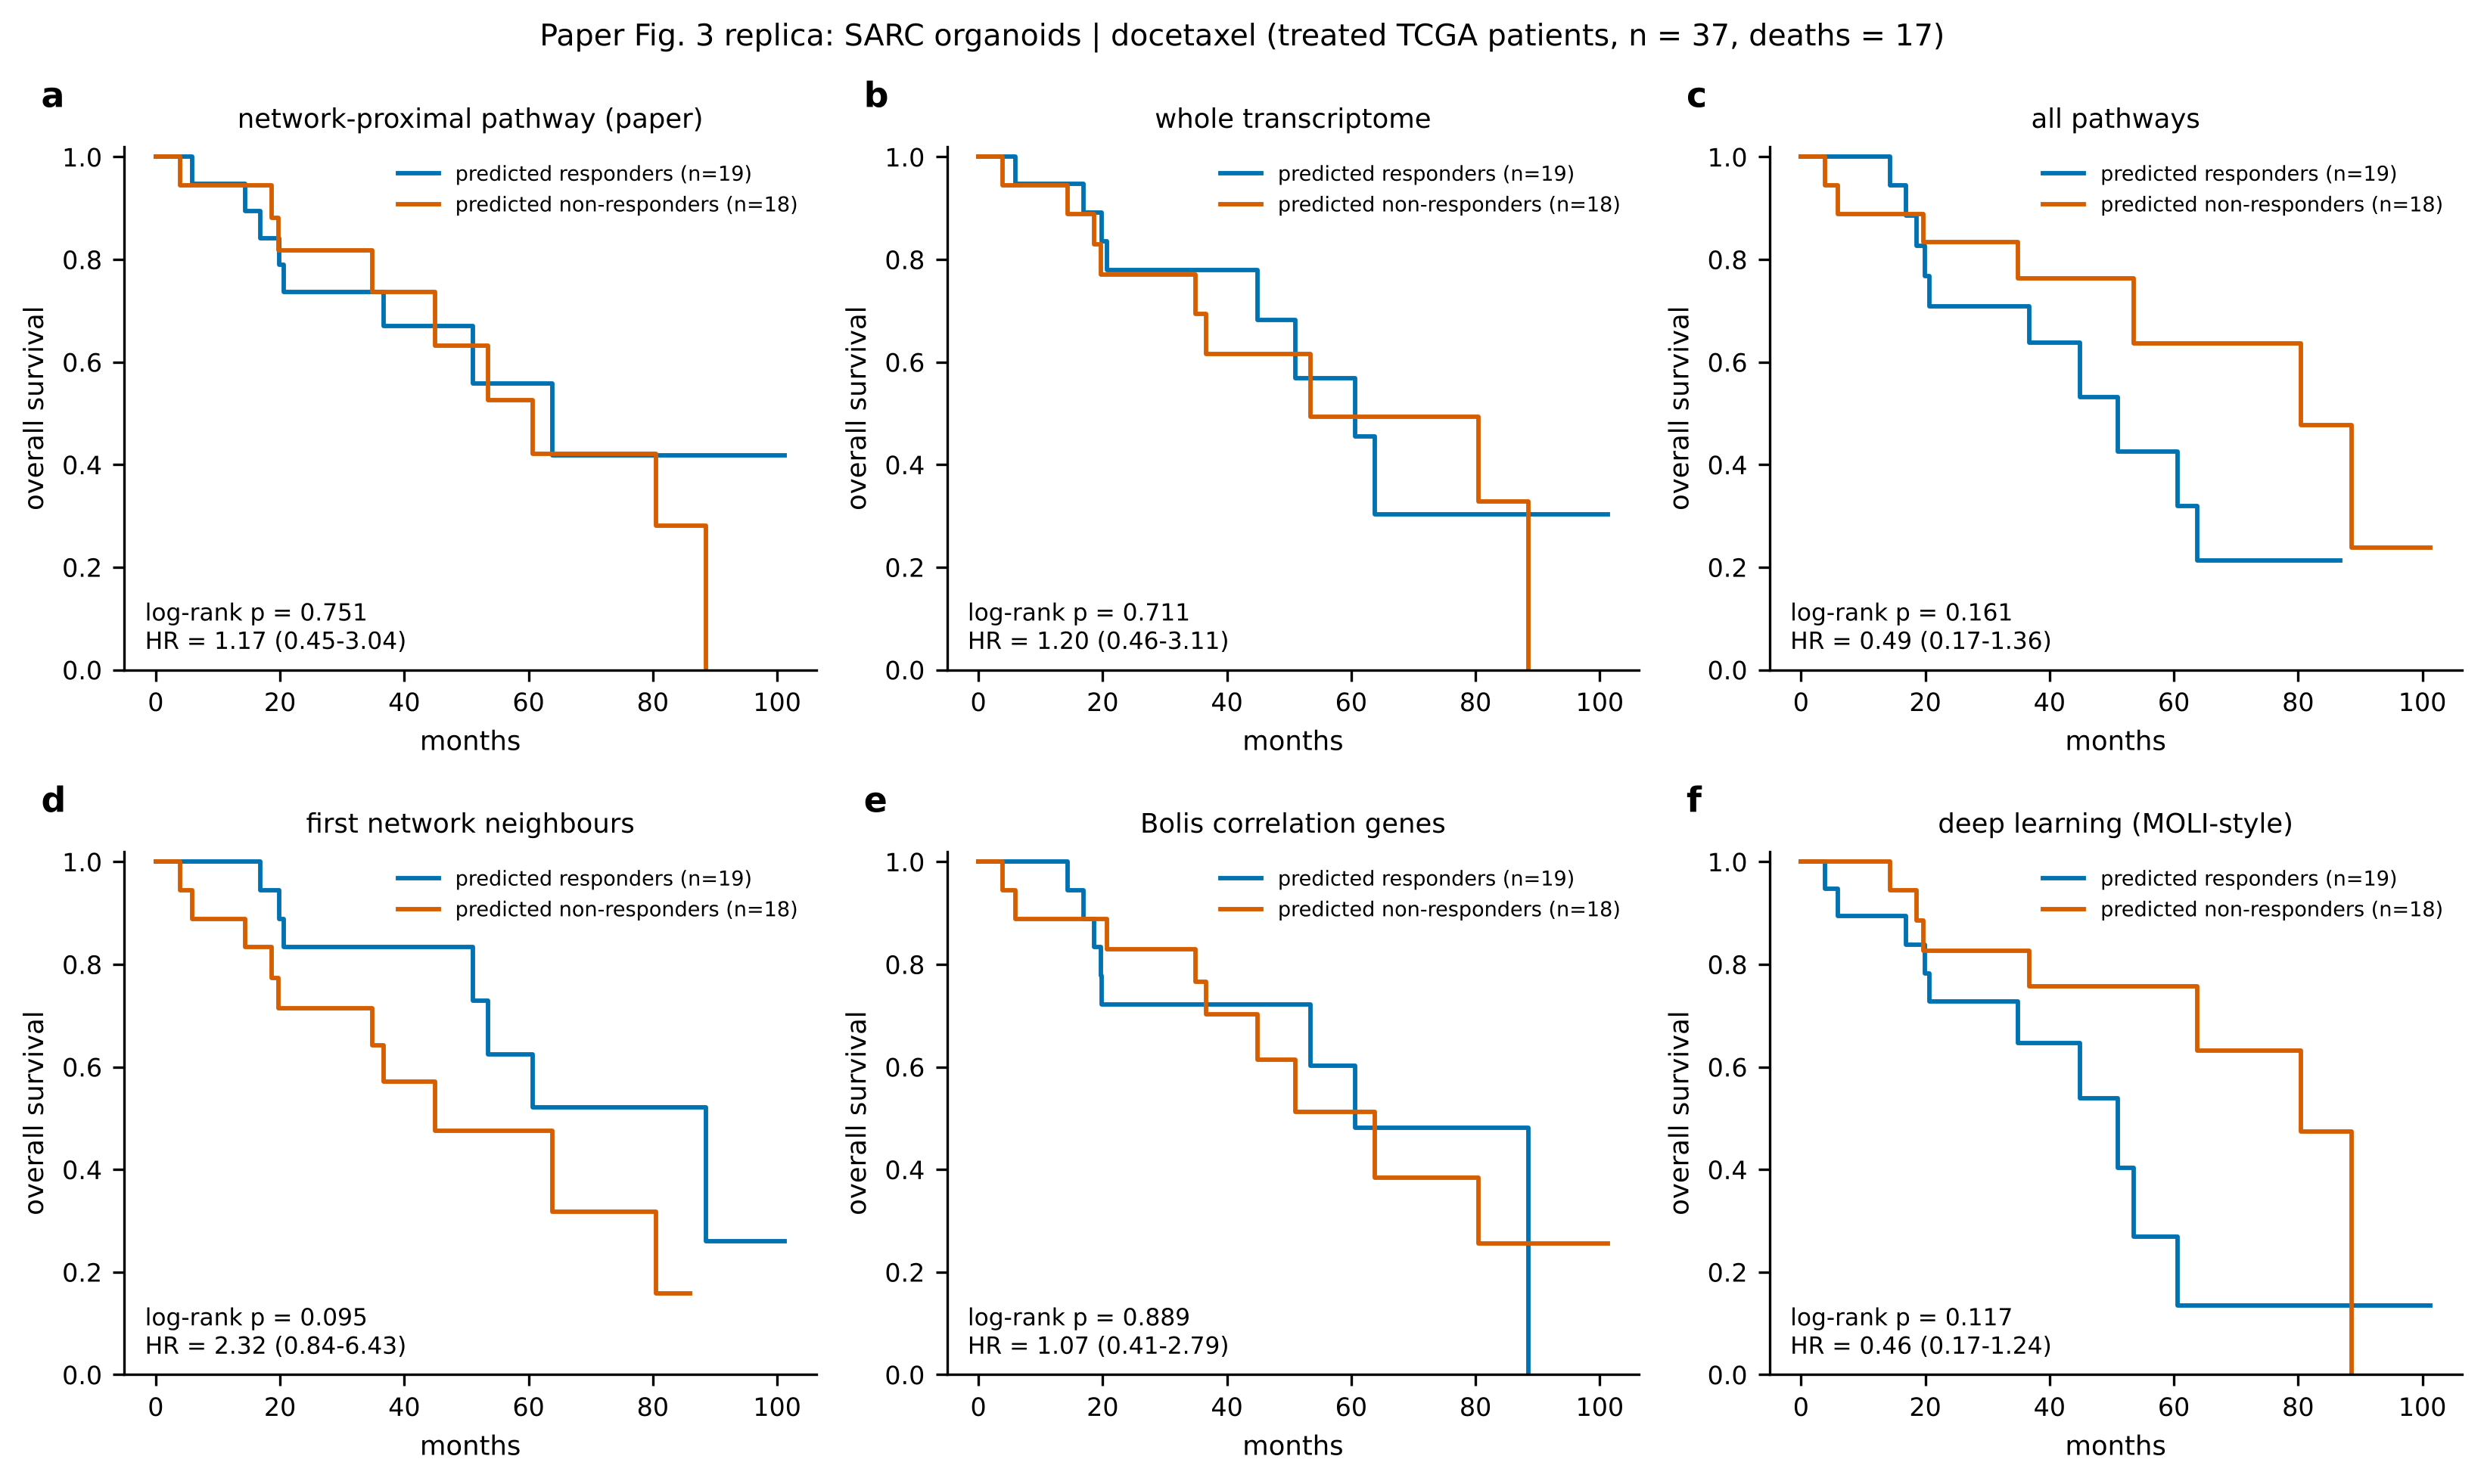 Paper Fig. 3 replica: SARC organoids | docetaxel (treated TCGA patients, n = 37, deaths = 17)
a
network-proximal pathway (paper)
predicted responders (n=19)
predicted non-responders (n=18)
overall survival
1.0
0.8
0.6
0.4
0.2
0.0
log-rank p = 0.751
HR = 1.17 (0.45-3.04)
0 20 40 60 80 100
months
b
whole transcriptome
predicted responders (n=19)
predicted non-responders (n=18)
overall survival
1.0
0.8
0.6
0.4
0.2
0.0
log-rank p = 0.711
HR = 1.20 (0.46-3.11)
0 20 40 60 80 100
months
c
all pathways
predicted responders (n=19)
predicted non-responders (n=18)
overall survival
1.0
0.8
0.6
0.4
0.2
0.0
log-rank p = 0.161
HR = 0.49 (0.17-1.36)
0 20 40 60 80 100
months
d
first network neighbours
predicted responders (n=19)
predicted non-responders (n=18)
overall survival
1.0
0.8
0.6
0.4
0.2
0.0
log-rank p = 0.095
HR = 2.32 (0.84-6.43)
0 20 40 60 80 100
months
e
Bolis correlation genes
predicted responders (n=19)
predicted non-responders (n=18)
overall survival
1.0
0.8
0.6
0.4
0.2
0.0
log-rank p = 0.889
HR = 1.07 (0.41-2.79)
0 20 40 60 80 100
months
f
deep learning (MOLI-style)
predicted responders (n=19)
predicted non-responders (n=18)
overall survival
1.0
0.8
0.6
0.4
0.2
0.0
log-rank p = 0.117
HR = 0.46 (0.17-1.24)
0 20 40 60 80 100
months